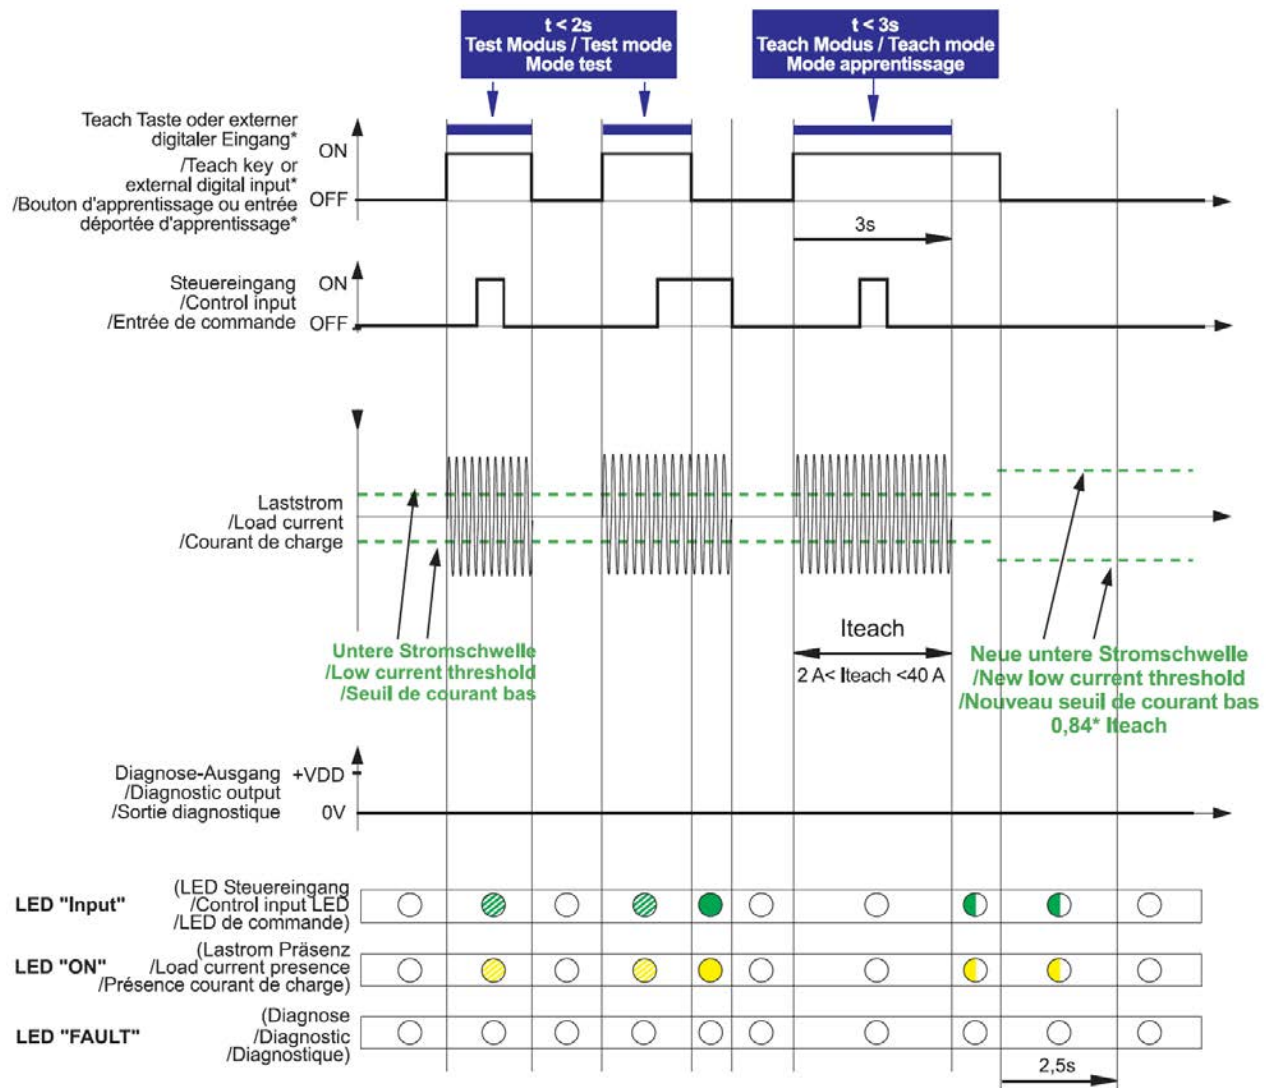 t < 2s
Test Modus / Test mode
Mode test
t < 3s
Teach Modus / Teach mode
Mode apprentissage
Teach Taste oder externer
digitaler Eingang*
/Teach key or
external digital input*
/Bouton d'apprentissage ou entrée
déportée d'apprentissage*
ON
OFF
3s
Steuereingang
/Control input
/Entrée de commande
ON
OFF
Laststrom
/Load current
/Courant de charge
Untere Stromschwelle
/Low current threshold
/Seuil de courant bas
Iteach
2 A< Iteach <40 A
Neue untere Stromschwelle
/New low current threshold
/Nouveau seuil de courant bas
0,84* Iteach
Diagnose-Ausgang
/Diagnostic output
/Sortie diagnostique
+VDD
0V
LED "Input"
(LED Steuereingang
/Control input LED
/LED de commande)
LED "ON"
(Lastrom Präsenz
/Load current presence
/Présence courant de charge)
LED "FAULT"
(Diagnose
/Diagnostic
/Diagnostique)
2,5s